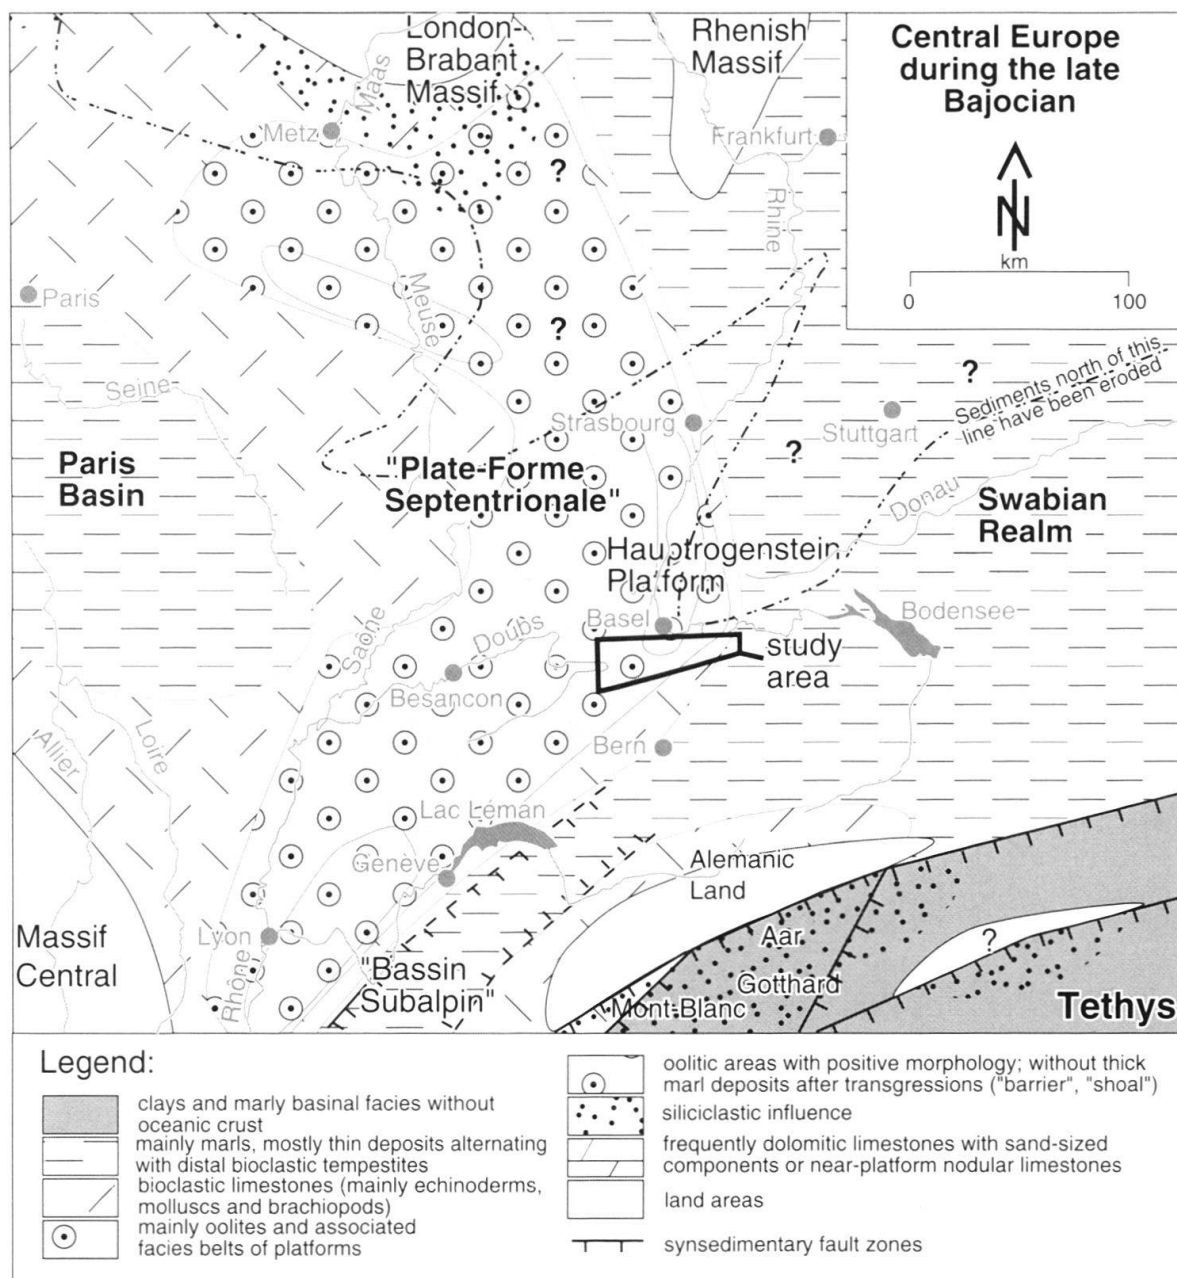 London-
Brabant
Massif
Maas
Rhenish
Massif
Central Europe
during the late
Bajocian
Metz
Frankfurt
?
Rhine
N
km
0
100
Paris
Meuse
?
Seine
?
Sediments north of this
line have been eroded
Strasbourg
Stuttgart
?
Paris
Basin
"Plate-Forme
Septentrionale"
Donau
Swabian
Realm
Hauptrogenstein
Platform
Basel
Bodensee
Saône
Doubs
study
area
Besancon
Allier
Loire
Bern
Lac Léman
Genève
Alemanic
Land
Massif
Central
Lyon
Rhône
"Bassin
Subalpin"
Aar
?
Gotthard
Mont-Blanc
Tethys
Legend:
clays and marly basinal facies without
oceanic crust
mainly marls, mostly thin deposits alternating
with distal bioclastic tempestites
bioclastic limestones (mainly echinoderms,
molluscs and brachiopods)
mainly oolites and associated
facies belts of platforms
oolitic areas with positive morphology; without thick
marl deposits after transgressions ("barrier", "shoal")
siliciclastic influence
frequently dolomitic limestones with sand-sized
components or near-platform nodular limestones
land areas
synsedimentary fault zones